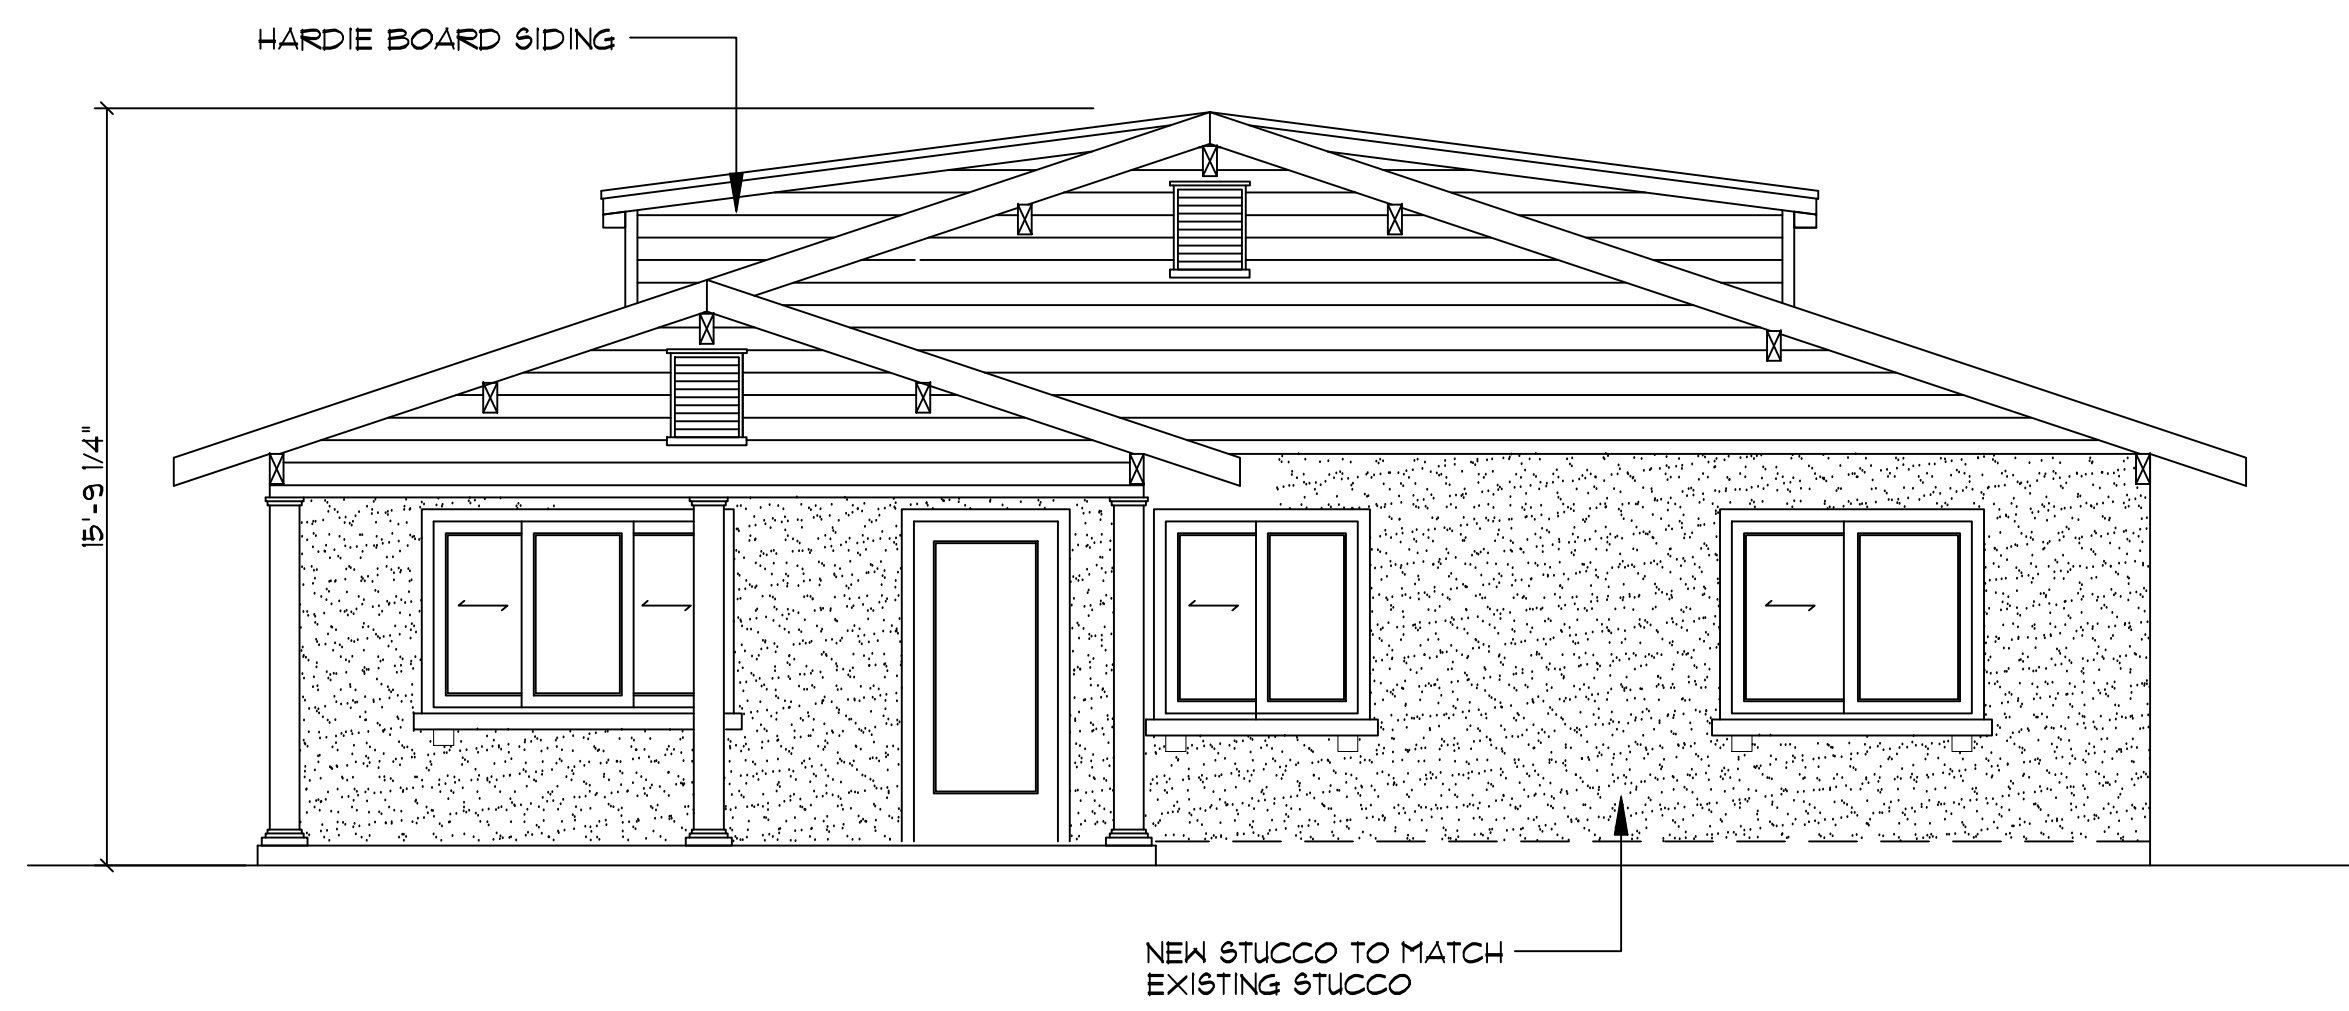 HARDIE BOARD SIDING
15'-9 1/4"
NEW STUCCO TO MATCH
EXISTING STUCCO